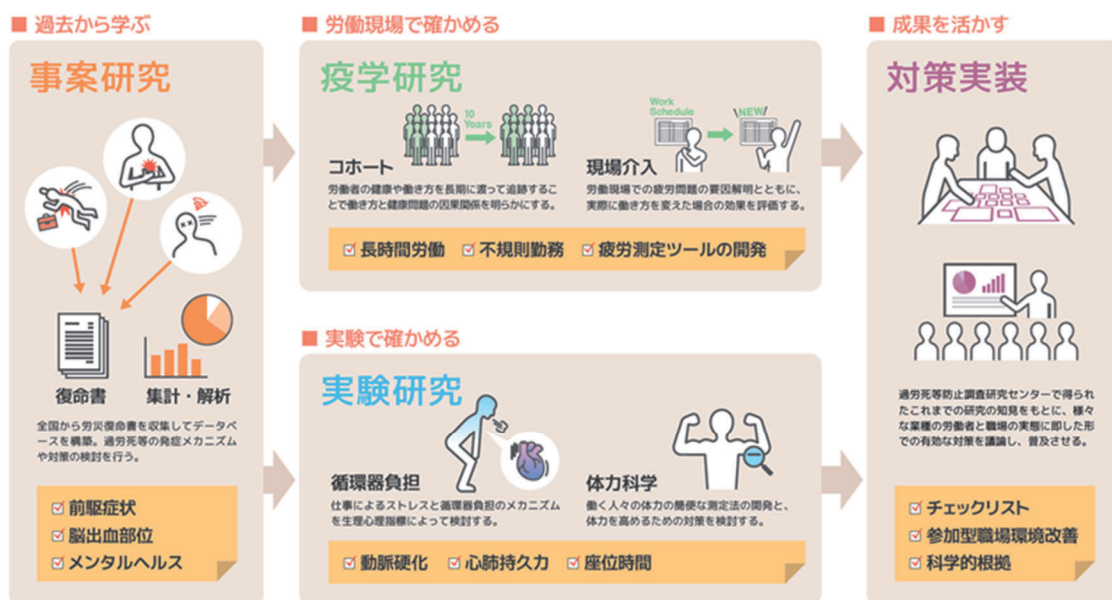 ■ 過去から学ぶ
事案研究
復命書
集計・解析
全国から労災復命書を収集してデータベ
ースを構築。過労死等の発症メカニズム
や対策の検討を行う。
前駆症状
脳出血部位
メンタルヘルス
■ 労働現場で確かめる
疫学研究
10
Years
コホート
労働者の健康や働き方を長期に渡って追跡するこ
とで働き方と健康問題の因果関係を明らかにする。
Work
Schedule
NEW
現場介入
労働現場での疲労問題の要因解明とともに、
実際に働き方を変えた場合の効果を評価する。
長時間労働 不規則勤務 疲労測定ツールの開発
■ 実験で確かめる
実験研究
循環器負担
仕事によるストレスと循環器負担のメカニズム
を生理心理指標によって検討する。
体力科学
働く人々の体力の簡便な測定法の開発と、
体力を高めるための対策を検討する。
動脈硬化 心肺持久力 座位時間
■ 成果を活かす
対策実装
過労死等防止調査研究センターで得られ
たこれまでの研究の知見をもとに、様々
な業種の労働者と職場の実態に即した形
での有効な対策を議論し、普及させる。
チェックリスト
参加型職場環境改善
科学的根拠